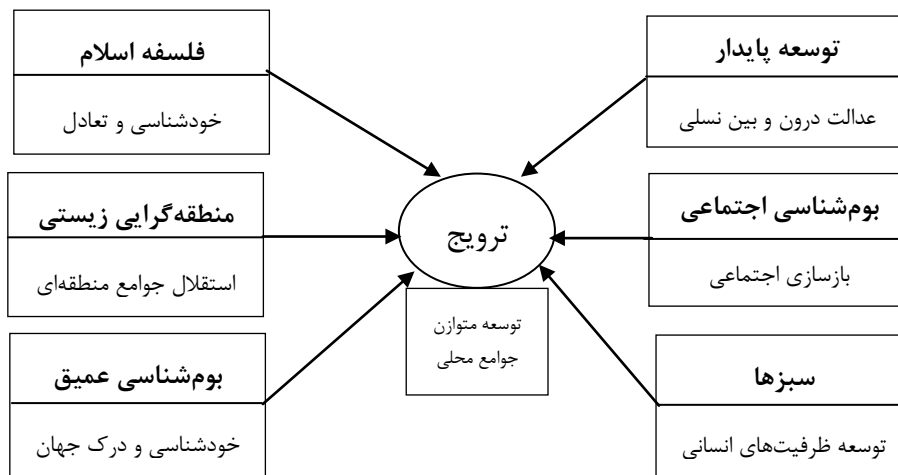 توسعه پایدار
عدالت درون و بین نسلی
فلسفه اسلام
خودشناسی و تعادل
بوم‌شناسی اجتماعی
بازسازی اجتماعی
ترویج
توسعه متوازن
جوامع محلی
منطقه‌گرایی زیستی
استقلال جوامع منطقه‌ای
سبزها
توسعه ظرفیت‌های انسانی
بوم‌شناسی عمیق
خودشناسی و درک جهان